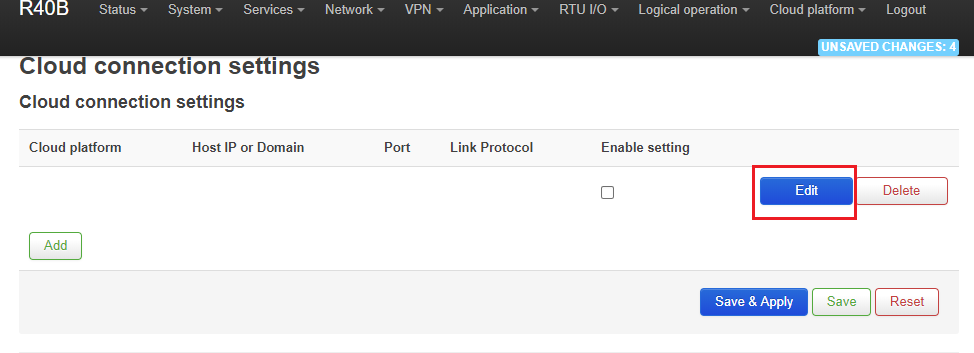 R40B Status System Services Network VPN Application RTU I/O Logical operation Cloud platform Logout
UNSAVED CHANGES: 4
Cloud connection settings
Cloud connection settings
Cloud platform Host IP or Domain Port Link Protocol Enable setting
Edit Delete
Add
Save & Apply Save Reset